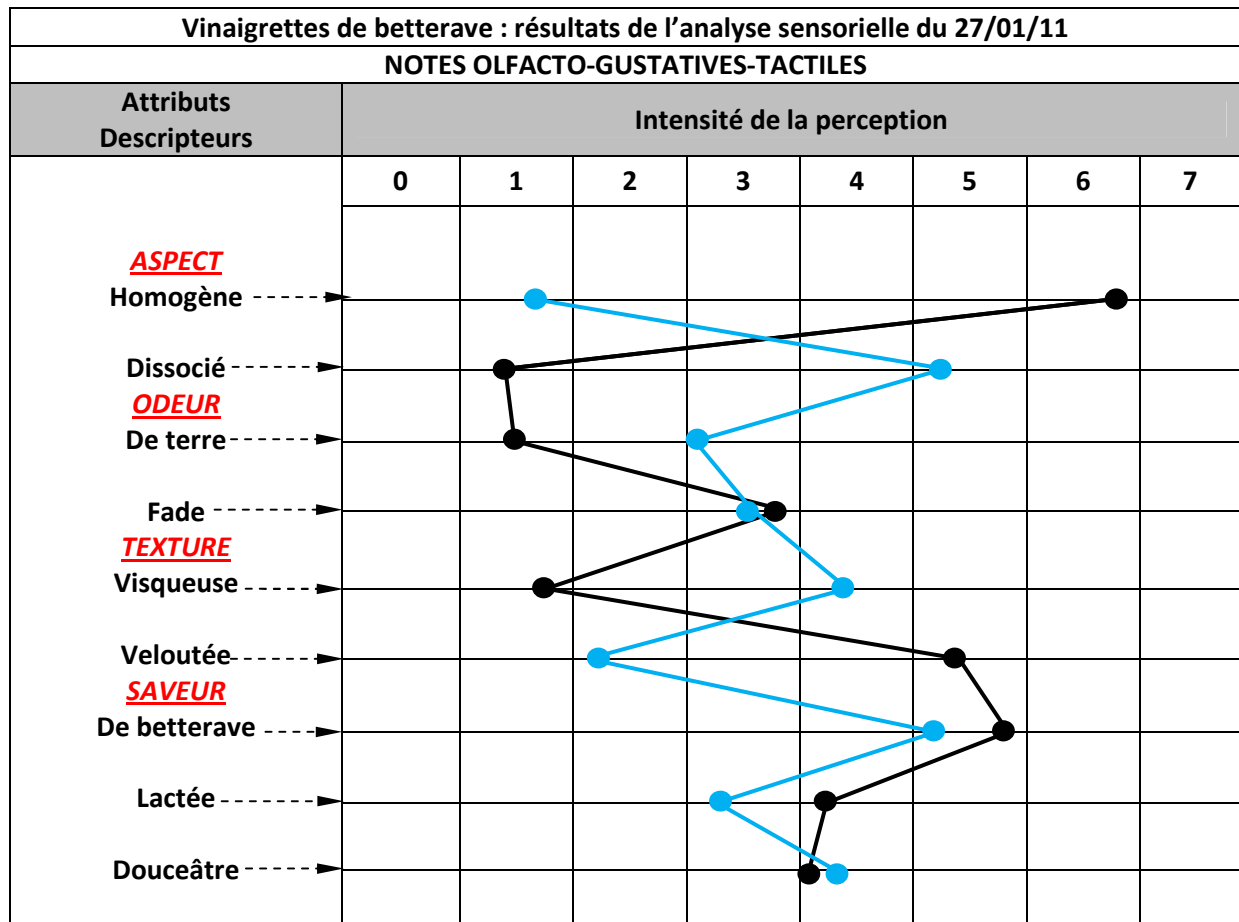 Vinaigrettes de betterave : résultats de l’analyse sensorielle du 27/01/11
NOTES OLFACTO-GUSTATIVES-TACTILES
Attributs
Descripteurs
Intensité de la perception
0 1 2 3 4 5 6 7
ASPECT
Homogène
Dissocié
ODEUR
De terre
Fade
TEXTURE
Visqueuse
Veloutée
SAVEUR
De betterave
Lactée
Douceâtre